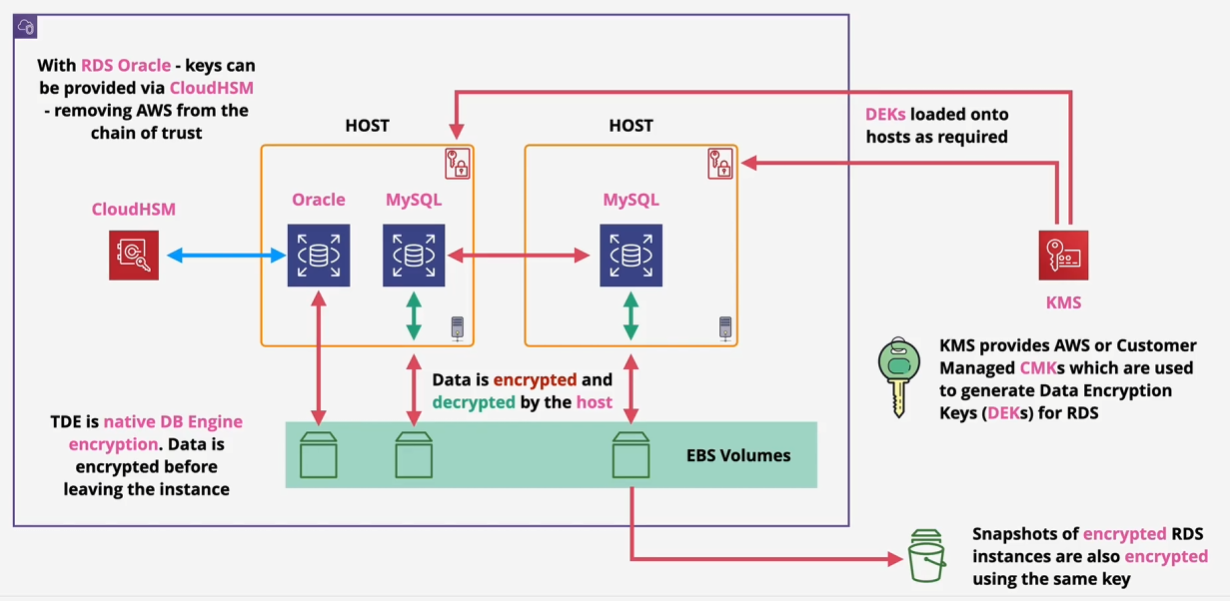 With RDS Oracle - keys can
be provided via CloudHSM
- removing AWS from the
chain of trust
HOST
HOST
DEKs loaded onto
hosts as required
CloudHSM
Oracle
MySQL
MySQL
KMS
KMS provides AWS or Customer
Managed CMKs which are used
to generate Data Encryption
Keys (DEKs) for RDS
Data is encrypted and
decrypted by the host
TDE is native DB Engine
encryption. Data is
encrypted before
leaving the instance
EBS Volumes
Snapshots of encrypted RDS
instances are also encrypted
using the same key